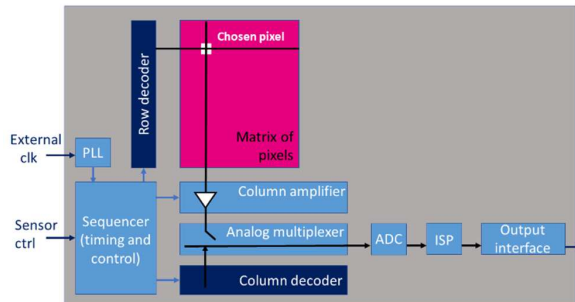 Chosen pixel
Row decoder
Matrix of
pixels
External
clk
PLL
Column amplifier
Sequencer
(timing and
control)
Sensor
ctrl
Analog multiplexer
ADC
ISP
Output
interface
Column decoder